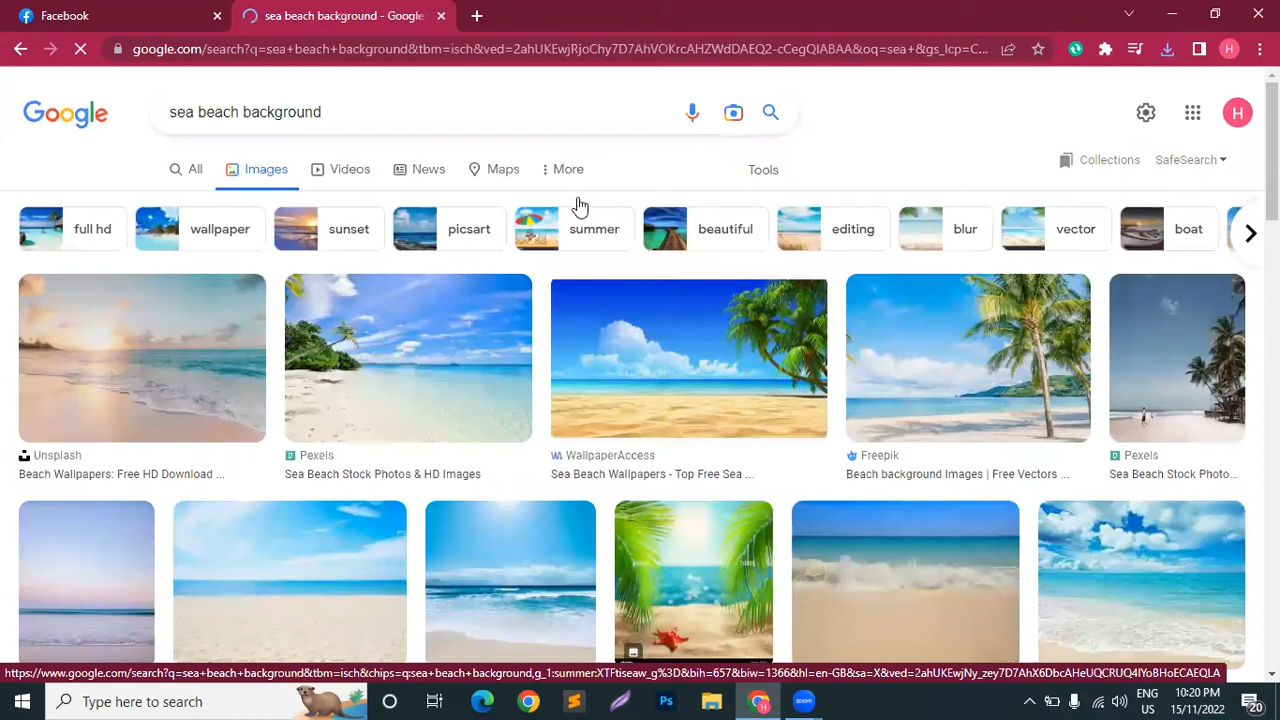 Facebook
sea beach background - Google
google.com/search?q=sea+beach+background&tbm=isch&ved=2ahUKEwjRjoChy7D7AhVOKrcAHZWdDAEQ2-cCegQIABAA&oq=sea+&gs_lcp=C...
H
Google
sea beach background
H
All
Images
Videos
News
Maps
More
Tools
Collections
SafeSearch
full hd
wallpaper
sunset
picsart
summer
beautiful
editing
blur
vector
boat
Unsplash
Beach Wallpapers: Free HD Download ...
Pexels
Sea Beach Stock Photos & HD Images
WallpaperAccess
Sea Beach Wallpapers - Top Free Sea ...
Freepik
Beach background Images | Free Vectors ...
Pexels
Sea Beach Stock Photo...
https://www.google.com/search?q=sea+beach+background&tbm=isch&chips=q:sea+beach+background,g_1:summer:XTFtiseaw_g%3D&bih=657&biw=1366&hl=en-GB&sa=X&ved=2ahUKEwjNy_zey7D7AhX6DbcAHeUcCRUQ4lYoBHoECAEQLA
Type here to search
Ps
zoom
ENG
US
10:20 PM
15/11/2022
20